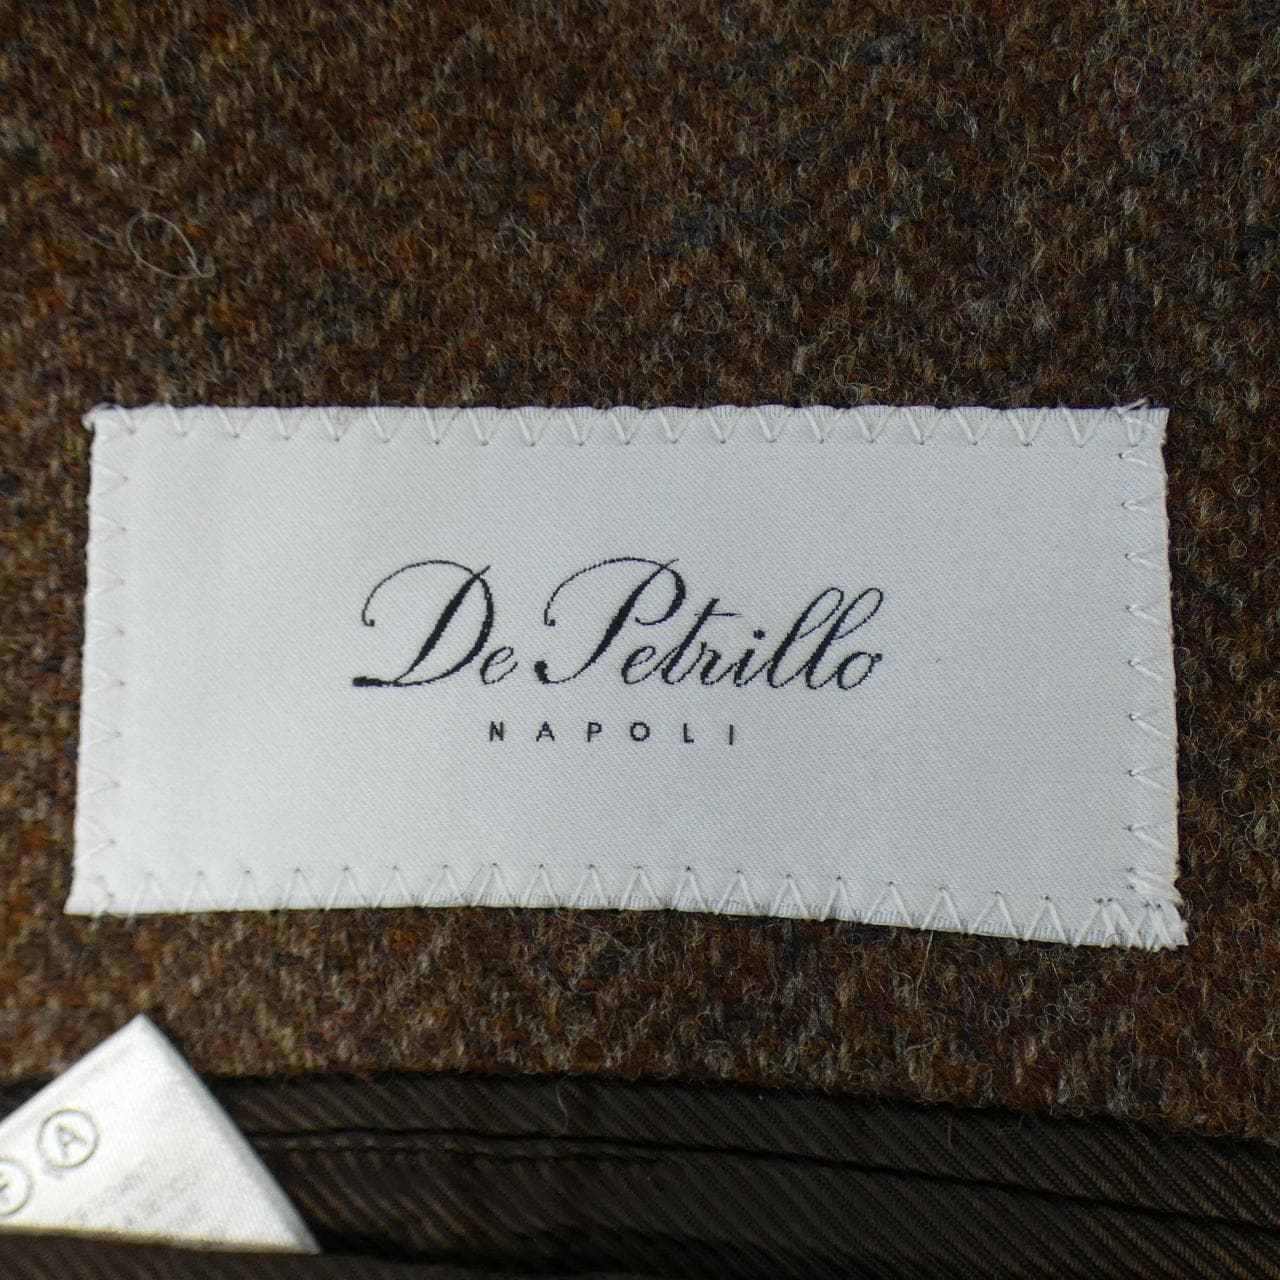 De Petrillo
NAPOLI
A
F